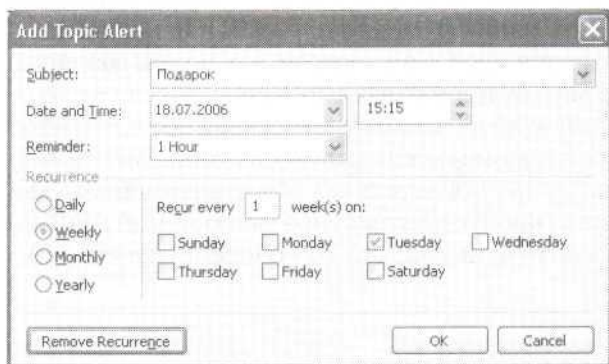 Add Topic Alert
Subject: Подарок
Date and Time: 18.07.2006 15:15
Reminder: 1 Hour
Recurrence
Daily
Recur every 1 week(s) on:
Weekly
Sunday Monday Tuesday Wednesday
Monthly
Thursday Friday Saturday
Yearly
Remove Recurrence OK Cancel